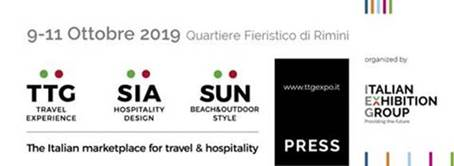 9-11 Ottobre 2019 Quartiere Fieristico di Rimini
TTG
TRAVEL
EXPERIENCE
SIA
HOSPITALITY
DESIGN
SUN
BEACH&OUTDOOR
STYLE
The Italian marketplace for travel & hospitality
www.ttgexpo.it
PRESS
organized by
ITALIAN
EXHIBITION
GROUP
Providing the future